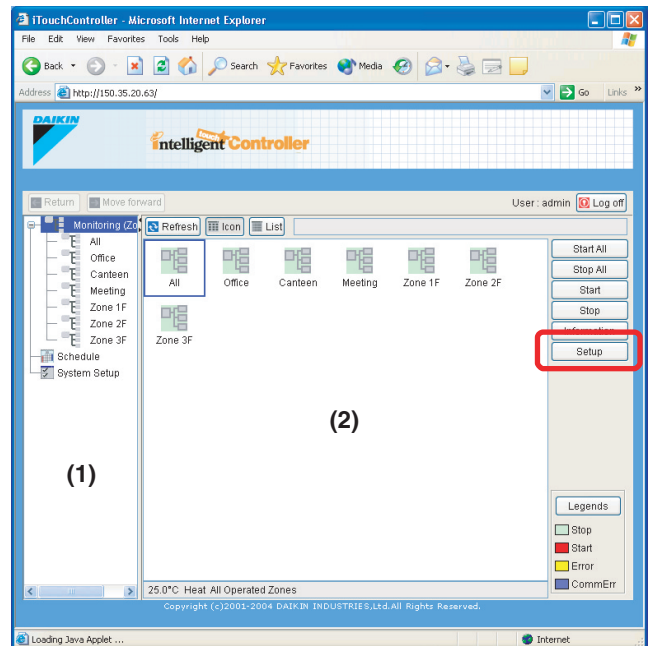 iTouchController - Microsoft Internet Explorer
File Edit View Favorites Tools Help
Back Search Favorites Media
Address http://150.35.20.63/ Go Links »
DAIKIN
intelligent touch Controller
Return Move forward User : admin Log off
Monitoring (Zo Refresh Icon List
All
Office
Canteen
Meeting
Zone 1F
Zone 2F
Zone 3F
Schedule
System Setup
(1)
All Office Canteen Meeting Zone 1F Zone 2F
Zone 3F
(2)
Start All
Stop All
Start
Stop
Information
Setup
Legends
Stop
Start
Error
CommErr
25.0°C Heat All Operated Zones
Copyright (c)2001-2004 DAIKIN INDUSTRIES,Ltd.All Rights Reserved.
Loading Java Applet ... Internet